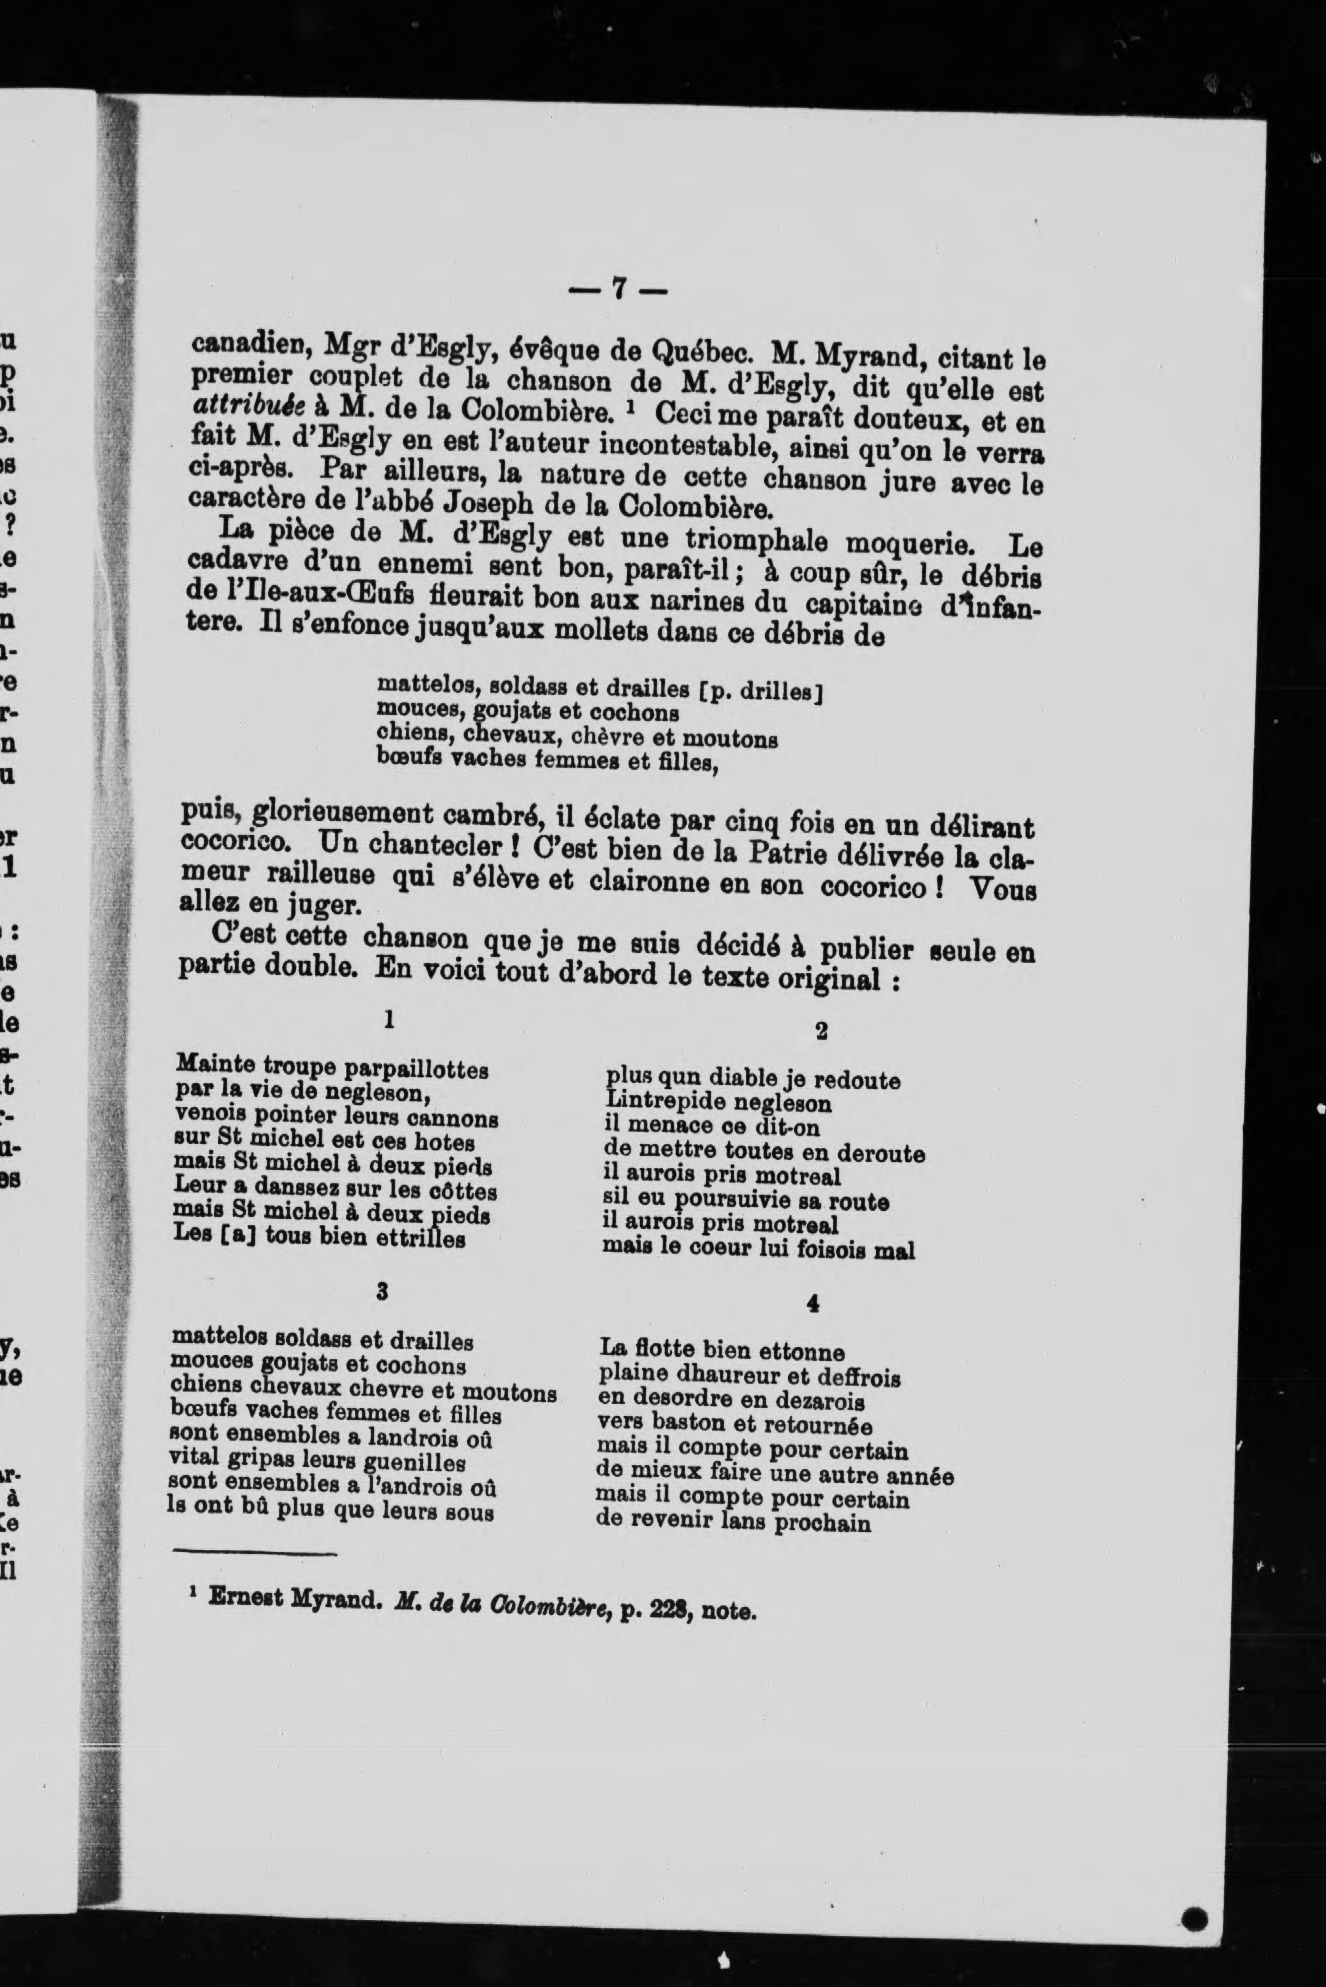 — 7 —
canadien, Mgr d'Esgly, évêque de Québec. M. Myrand, citant le
premier couplet de la chanson de M. d'Esgly, dit qu'elle est
attribuée à M. de la Colombière. ¹ Ceci me paraît douteux, et en
fait M. d'Esgly en est l'auteur incontestable, ainsi qu'on le verra
ci-après. Par ailleurs, la nature de cette chanson jure avec le
caractère de l'abbé Joseph de la Colombière.
La pièce de M. d'Esgly est une triomphale moquerie. Le
cadavre d'un ennemi sent bon, paraît-il ; à coup sûr, le débris
de l'Ile-aux-Œufs fleurait bon aux narines du capitaine d'infan-
tere. Il s'enfonce jusqu'aux mollets dans ce débris de
mattelos, soldass et drailles [p. drilles]
mouces, goujats et cochons
chiens, chevaux, chèvre et moutons
bœufs vaches femmes et filles,
puis, glorieusement cambré, il éclate par cinq fois en un délirant
cocorico. Un chantecler ! C'est bien de la Patrie délivrée la cla-
meur railleuse qui s'élève et claironne en son cocorico ! Vous
allez en juger.
C'est cette chanson que je me suis décidé à publier seule en
partie double. En voici tout d'abord le texte original :
1
Mainte troupe parpaillottes
par la vie de negleson,
venois pointer leurs cannons
sur St michel est ces hotes
mais St michel à deux pieds
Leur a danssez sur les côttes
mais St michel à deux pieds
Les [a] tous bien ettrilles
2
plus qun diable je redoute
Lintrepide negleson
il menace ce dit-on
de mettre toutes en deroute
il aurois pris motreal
sil eu poursuivie sa route
il aurois pris motreal
mais le coeur lui foisois mal
3
mattelos soldass et drailles
mouces goujats et cochons
chiens chevaux chevre et moutons
bœufs vaches femmes et filles
sont ensembles a landrois oû
vital gripas leurs guenilles
sont ensembles a l'androis oû
ls ont bû plus que leurs sous
4
La flotte bien ettonne
plaine dhaureur et deffrois
en desordre en dezarois
vers baston et retournée
mais il compte pour certain
de mieux faire une autre année
mais il compte pour certain
de revenir lans prochain
¹ Ernest Myrand. M. de la Colombière, p. 228, note.